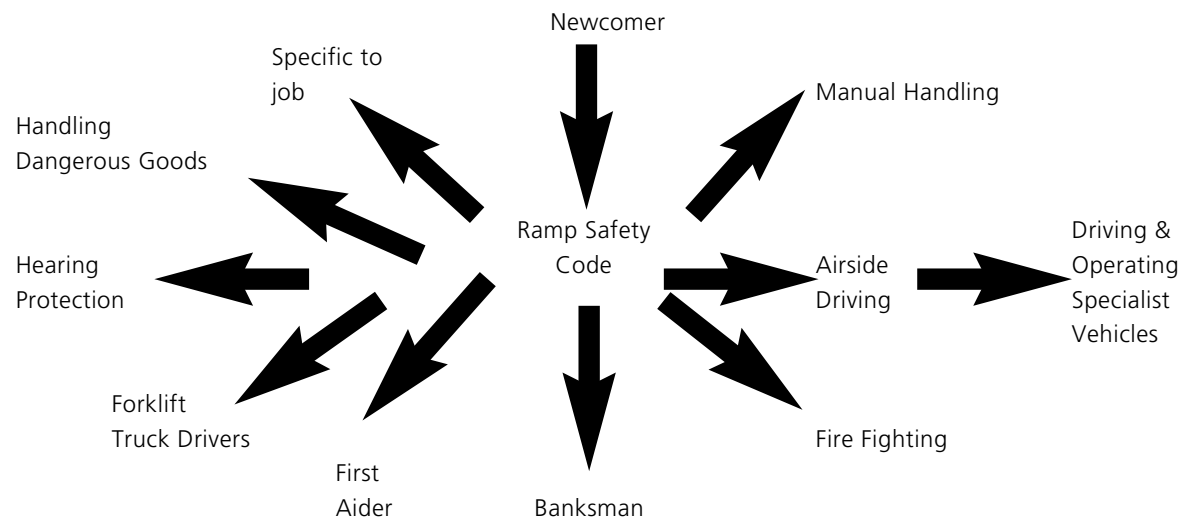 Newcomer
Specific to
job
Manual Handling
Handling
Dangerous Goods
Ramp Safety
Code
Hearing
Protection
Airside
Driving
Driving &
Operating
Specialist
Vehicles
Forklift
Truck Drivers
Fire Fighting
First
Aider
Banksman